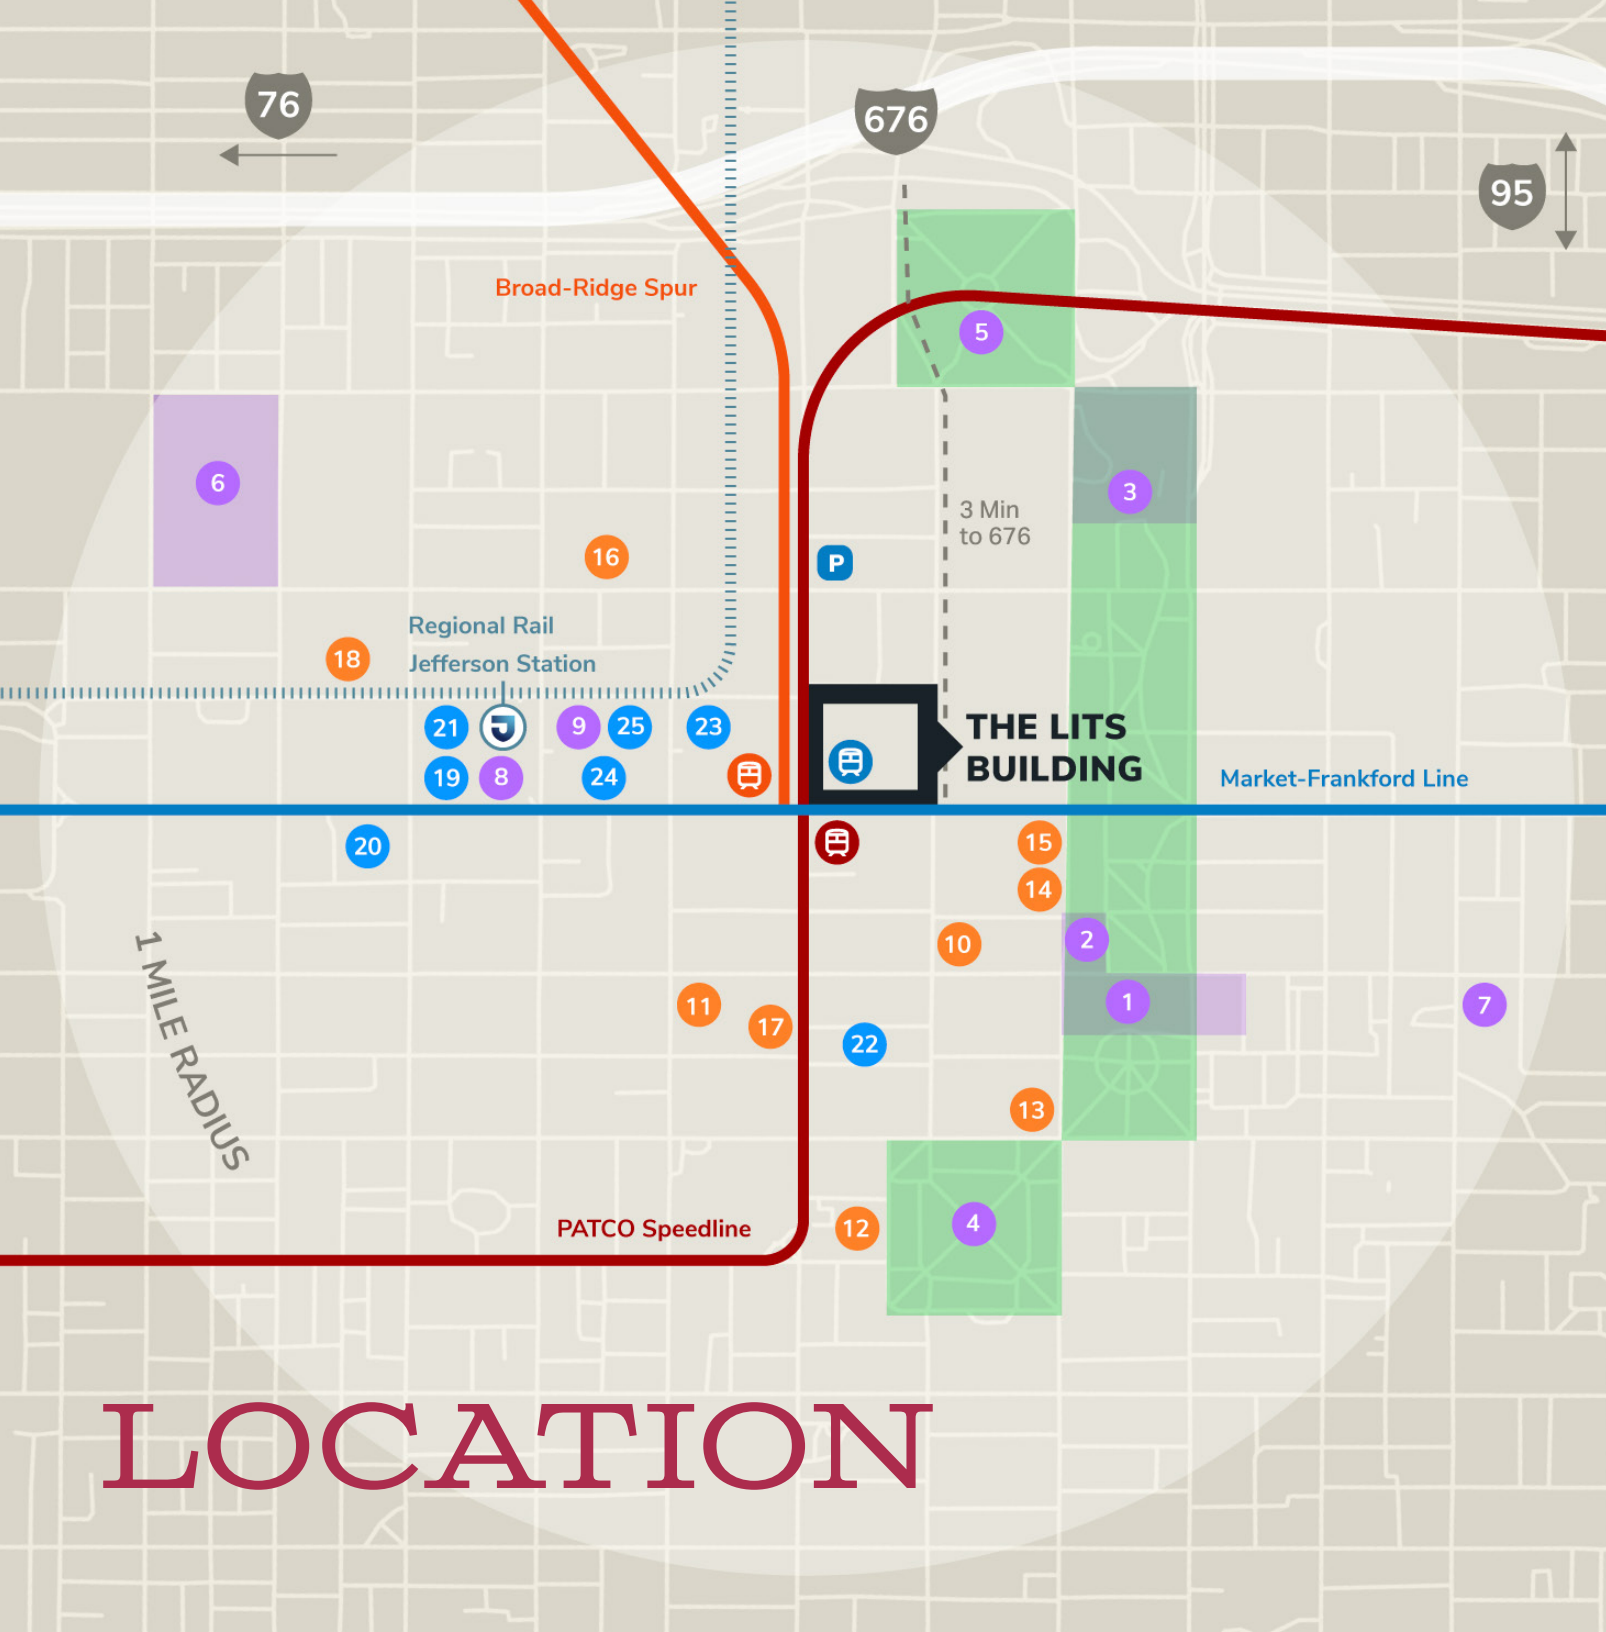 76
676
95
Broad-Ridge Spur
5
6
3
3 Min
to 676
16
P
Regional Rail
18
Jefferson Station
21
J
9
25
23
THE LITS
BUILDING
19
8
24
Market-Frankford Line
20
15
14
10
2
1 MILE RADIUS
11
17
1
7
22
13
PATCO Speedline
12
4
LOCATION